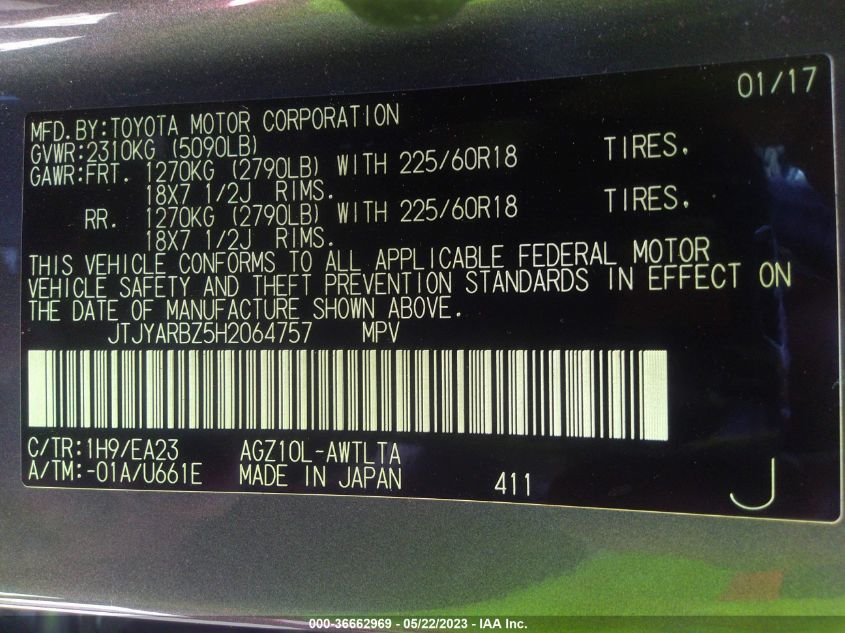 01/17
MFD.BY:TOYOTA MOTOR CORPORATION
GVWR:2310KG (5090LB)
GAWR:FRT. 1270KG (2790LB) WITH 225/60R18 TIRES.
18X7 1/2J RIMS.
RR. 1270KG (2790LB) WITH 225/60R18 TIRES.
18X7 1/2J RIMS.
THIS VEHICLE CONFORMS TO ALL APPLICABLE FEDERAL MOTOR
VEHICLE SAFETY AND THEFT PREVENTION STANDARDS IN EFFECT ON
THE DATE OF MANUFACTURE SHOWN ABOVE.
JTJYARBZ5H2064757 MPV
C/TR:1H9/EA23 AGZ10L-AWTLTA
A/TM:-01A/U661E MADE IN JAPAN 411
J
000-36662969 - 05/22/2023 - IAA Inc.